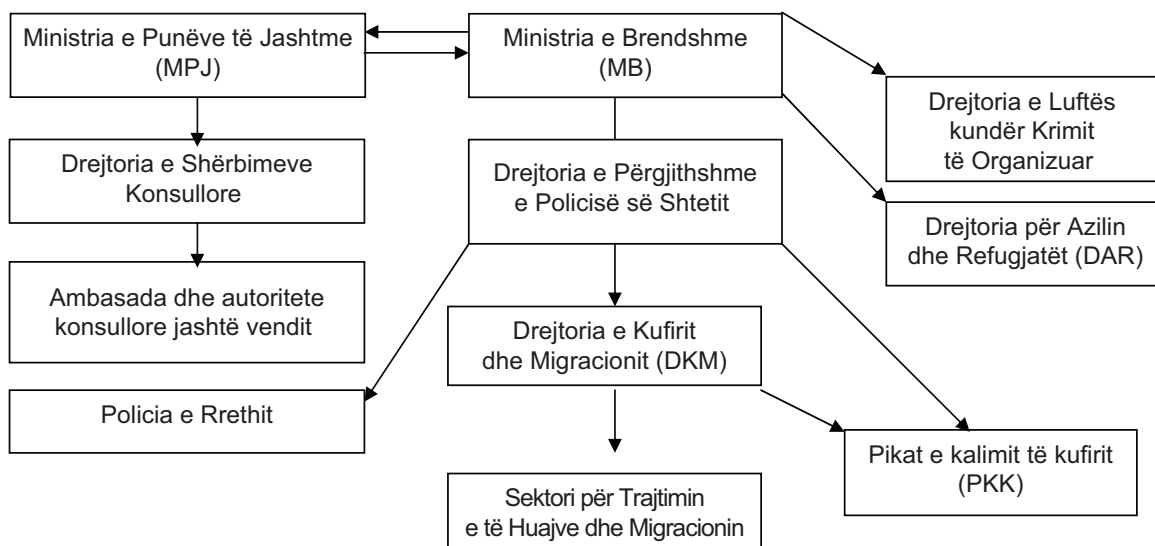 Ministria e Punëve të Jashtme
(MPJ)
Ministria e Brendshme
(MB)
Drejtoria e Luftës
kundër Krimit
të Organizuar
Drejtoria e Shërbimeve
Konsullore
Drejtoria e Përgjithshme
e Policisë së Shtetit
Drejtoria për Azilin
dhe Refugjatët (DAR)
Ambasada dhe autoritete
konsullore jashtë vendit
Drejtoria e Kufirit
dhe Migracionit (DKM)
Policia e Rrethit
Pikat e kalimit të kufirit
(PKK)
Sektori për Trajtimin
e të Huajve dhe Migracionin